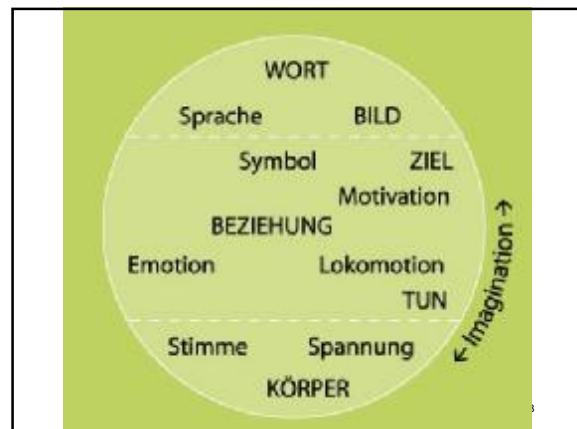 WORT
Sprache BILD
Symbol ZIEL
Motivation
BEZIEHUNG
Emotion Lokomotion
TUN
Stimme Spannung
KÖRPER
← Imagination →